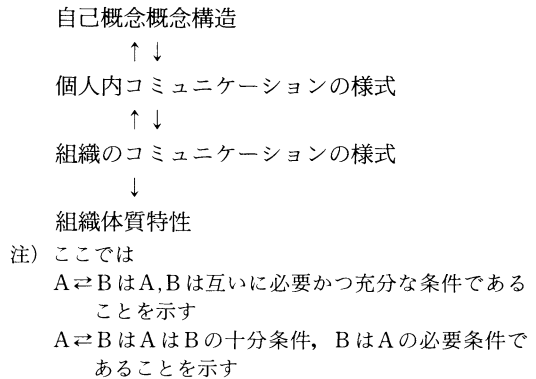 自己概念概念構造
↑↓
個人内コミュニケーションの様式
↑↓
組織のコミュニケーションの様式
↓
組織体質特性
注）ここでは
A⇄BはA,Bは互いに必要かつ充分な条件である
ことを示す
A⇄BはAはBの十分条件，BはAの必要条件で
あることを示す